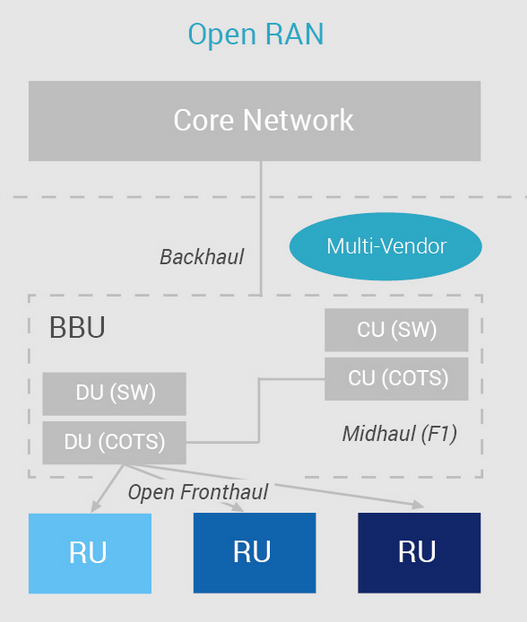 Open RAN
Core Network
Backhaul
Multi-Vendor
BBU
CU (SW)
CU (COTS)
DU (SW)
DU (COTS)
Midhaul (F1)
Open Fronthaul
RU
RU
RU